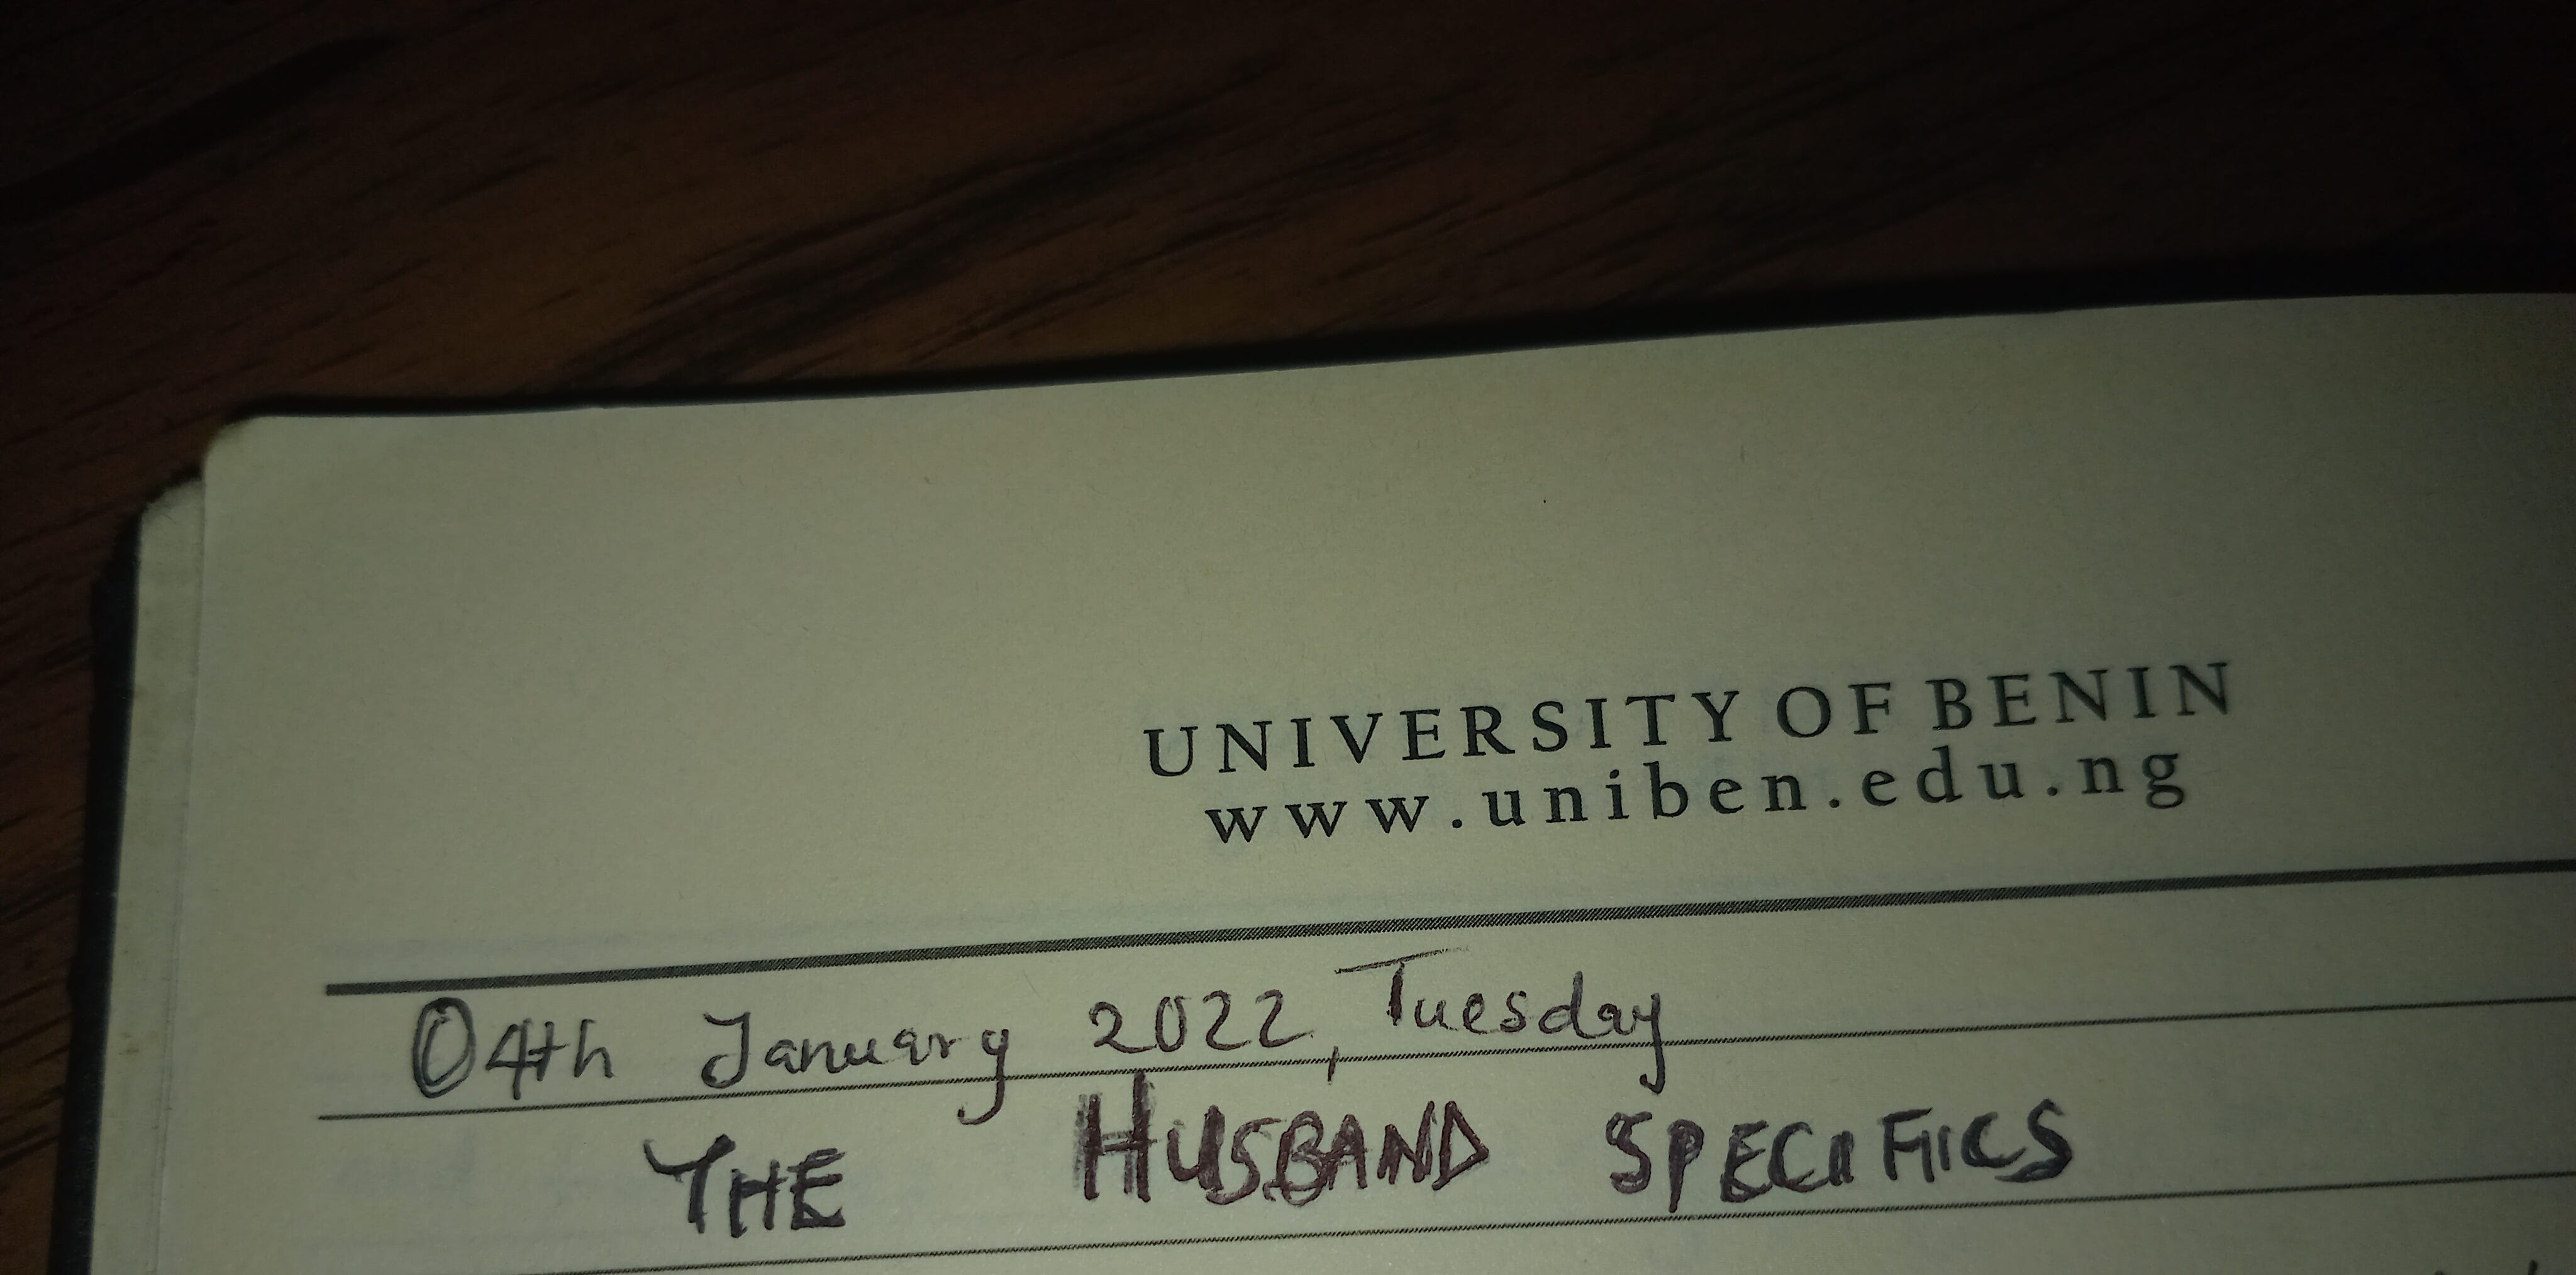 UNIVERSITY OF BENIN
www.uniben.edu.ng
04th January 2022, Tuesday
THE HUSBAND SPECIFICS